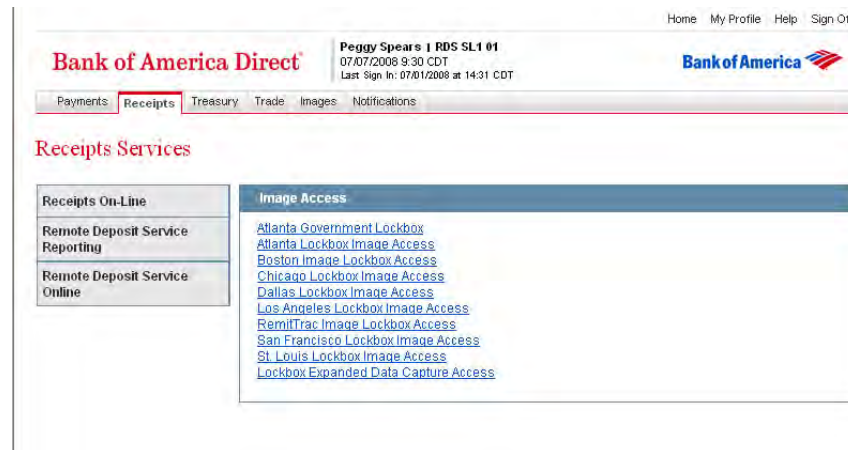 Home My Profile Help Sign Of
Bank of America Direct
Peggy Spears | RDS SL1 01
07/07/2008 9:30 CDT
Last Sign In: 07/01/2008 at 14:31 CDT
Bank of America
Payments Receipts Treasury Trade Images Notifications
Receipts Services
Receipts On-Line
Remote Deposit Service
Reporting
Remote Deposit Service
Online
Image Access
Atlanta Government Lockbox
Atlanta Lockbox Image Access
Boston Image Lockbox Access
Chicago Lockbox Image Access
Dallas Lockbox Image Access
Los Angeles Lockbox Image Access
RemitTrac Image Lockbox Access
San Francisco Lockbox Image Access
St. Louis Lockbox Image Access
Lockbox Expanded Data Capture Access